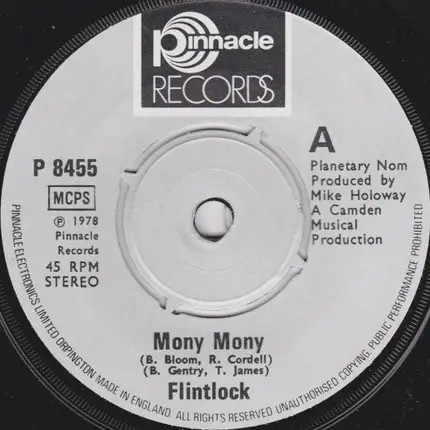 Pinnacle
RECORDS
A
P 8455
MCPS
℗ 1978
Pinnacle
Records
45 RPM
STEREO
Planetary Nom
Produced by
Mike Holoway
A Camden
Musical
Production
Mony Mony
(B. Bloom, R. Cordell)
(B. Gentry, T. James)
Flintlock
PINNACLE ELECTRONICS LIMITED ORPINGTON MADE IN ENGLAND. ALL RIGHTS RESERVED UNAUTHORISED COPYING, PUBLIC PERFORMANCE PROHIBITED